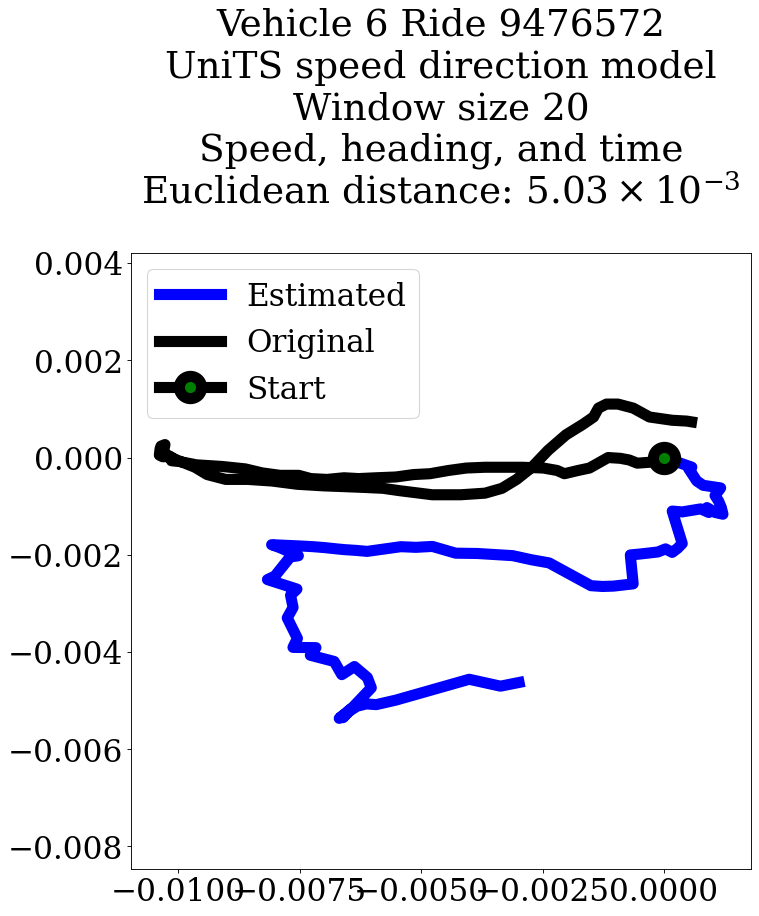 Vehicle 6 Ride 9476572
UniTS speed direction model
Window size 20
Speed, heading, and time
Euclidean distance: 5.03 × 10⁻³
Estimated
Original
Start
0.004
0.002
0.000
−0.002
−0.004
−0.006
−0.008
−0.0100 −0.0075 −0.0050 −0.0025 0.0000